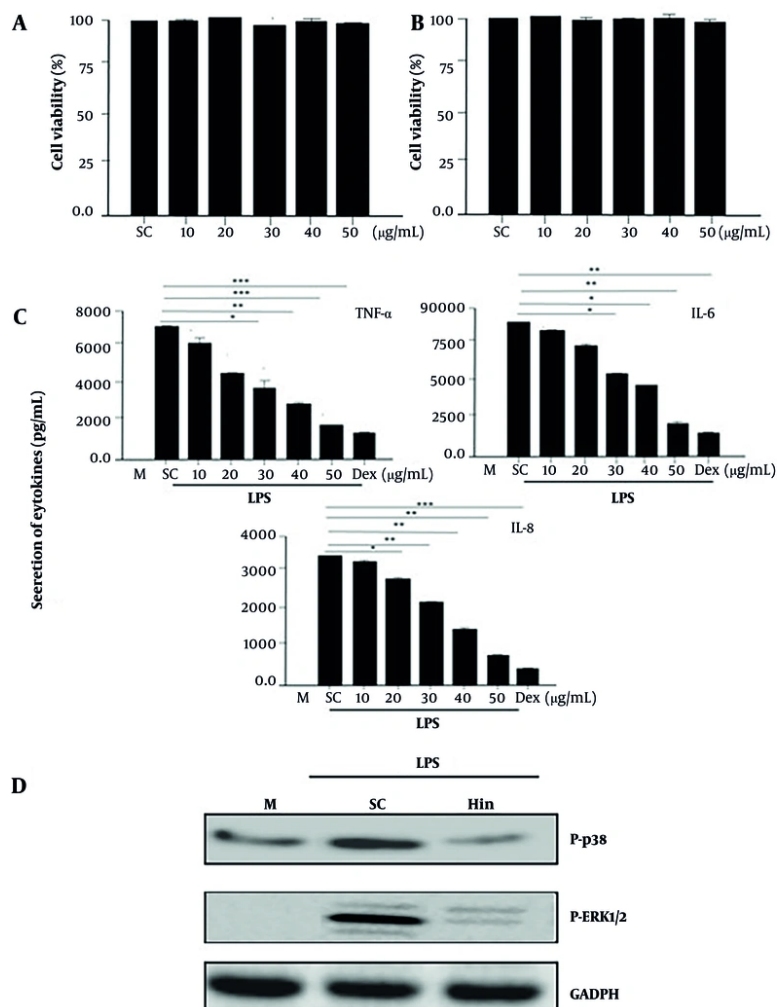 A
100
75
50
25
0.0
Cell viability (%)
SC 10 20 30 40 50 (μg/mL)
B
100
75
50
25
0.0
Cell viability (%)
SC 10 20 30 40 50 (μg/mL)
C
Seeretion of eytokines (pg/mL)
***
***
**
*
TNF-α
8000
6000
4000
2000
0.0
M SC 10 20 30 40 50 Dex (μg/mL)
LPS
**
**
*
*
IL-6
90000
7500
5000
2500
0.0
M SC 10 20 30 40 50 Dex (μg/mL)
LPS
***
**
**
**
*
IL-8
4000
3000
2000
1000
0.0
M SC 10 20 30 40 50 Dex (μg/mL)
LPS
D
LPS
M SC Hin
P-p38
P-ERK1/2
GADPH